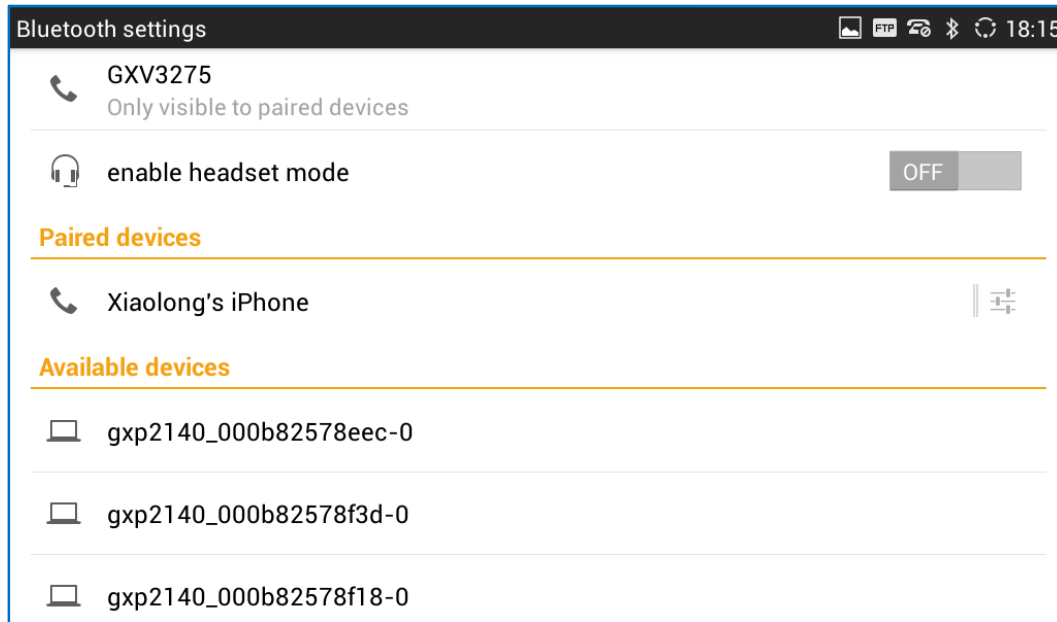 Bluetooth settings FTP 18:15
GXV3275
Only visible to paired devices
enable headset mode OFF
Paired devices
Xiaolong's iPhone
Available devices
gxp2140_000b82578eec-0
gxp2140_000b82578f3d-0
gxp2140_000b82578f18-0